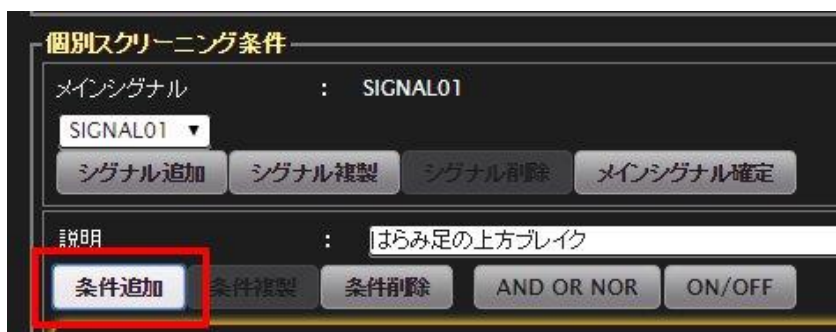 個別スクリーニング条件
メインシグナル : SIGNAL01
SIGNAL01 ▼
シグナル追加 シグナル複製 シグナル削除 メインシグナル確定
説明 : はらみ足の上方ブレイク
条件追加 条件複製 条件削除 AND OR NOR ON/OFF